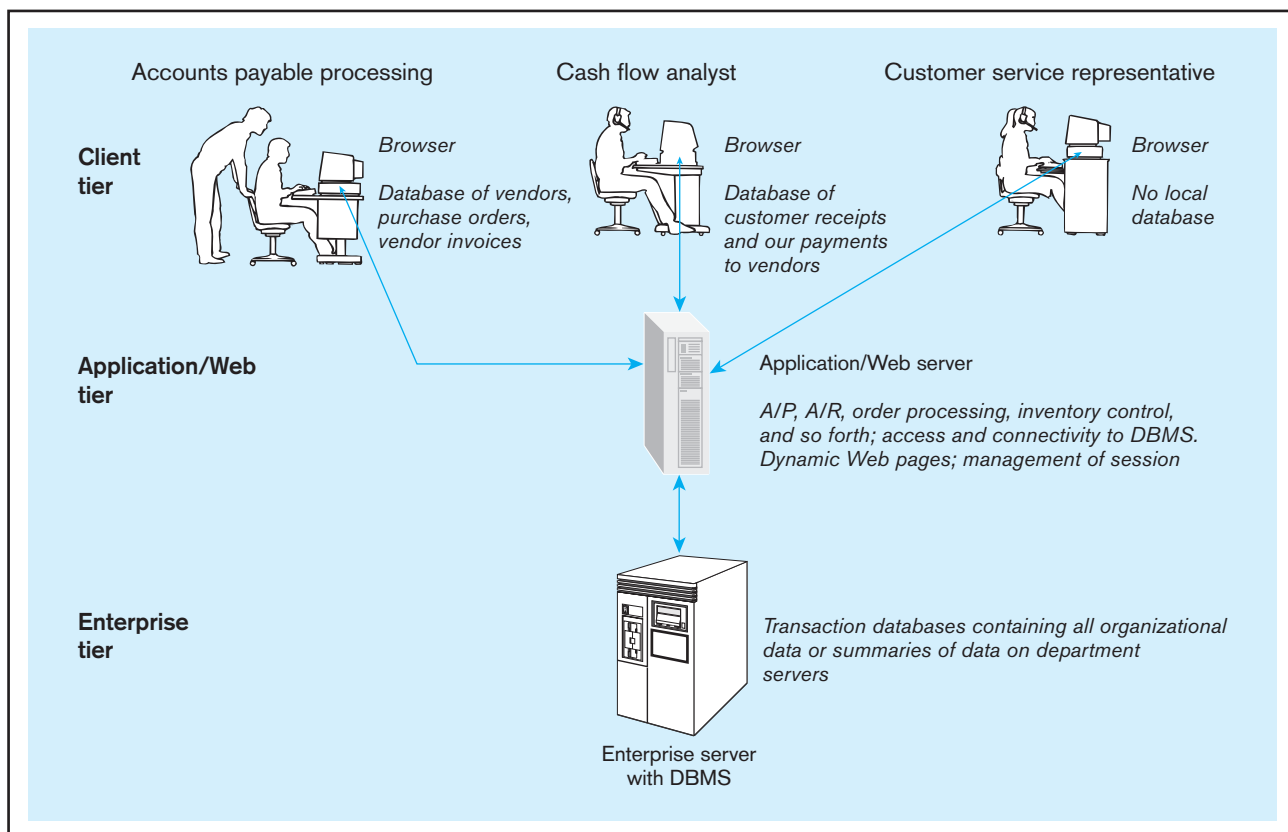 Accounts payable processing
Cash flow analyst
Customer service representative
Client
tier
Browser
Database of vendors,
purchase orders,
vendor invoices
Browser
Database of
customer receipts
and our payments
to vendors
Browser
No local
database
Application/Web
tier
Application/Web server
A/P, A/R, order processing, inventory control,
and so forth; access and connectivity to DBMS.
Dynamic Web pages; management of session
Enterprise
tier
Transaction databases containing all organizational
data or summaries of data on department
servers
Enterprise server
with DBMS